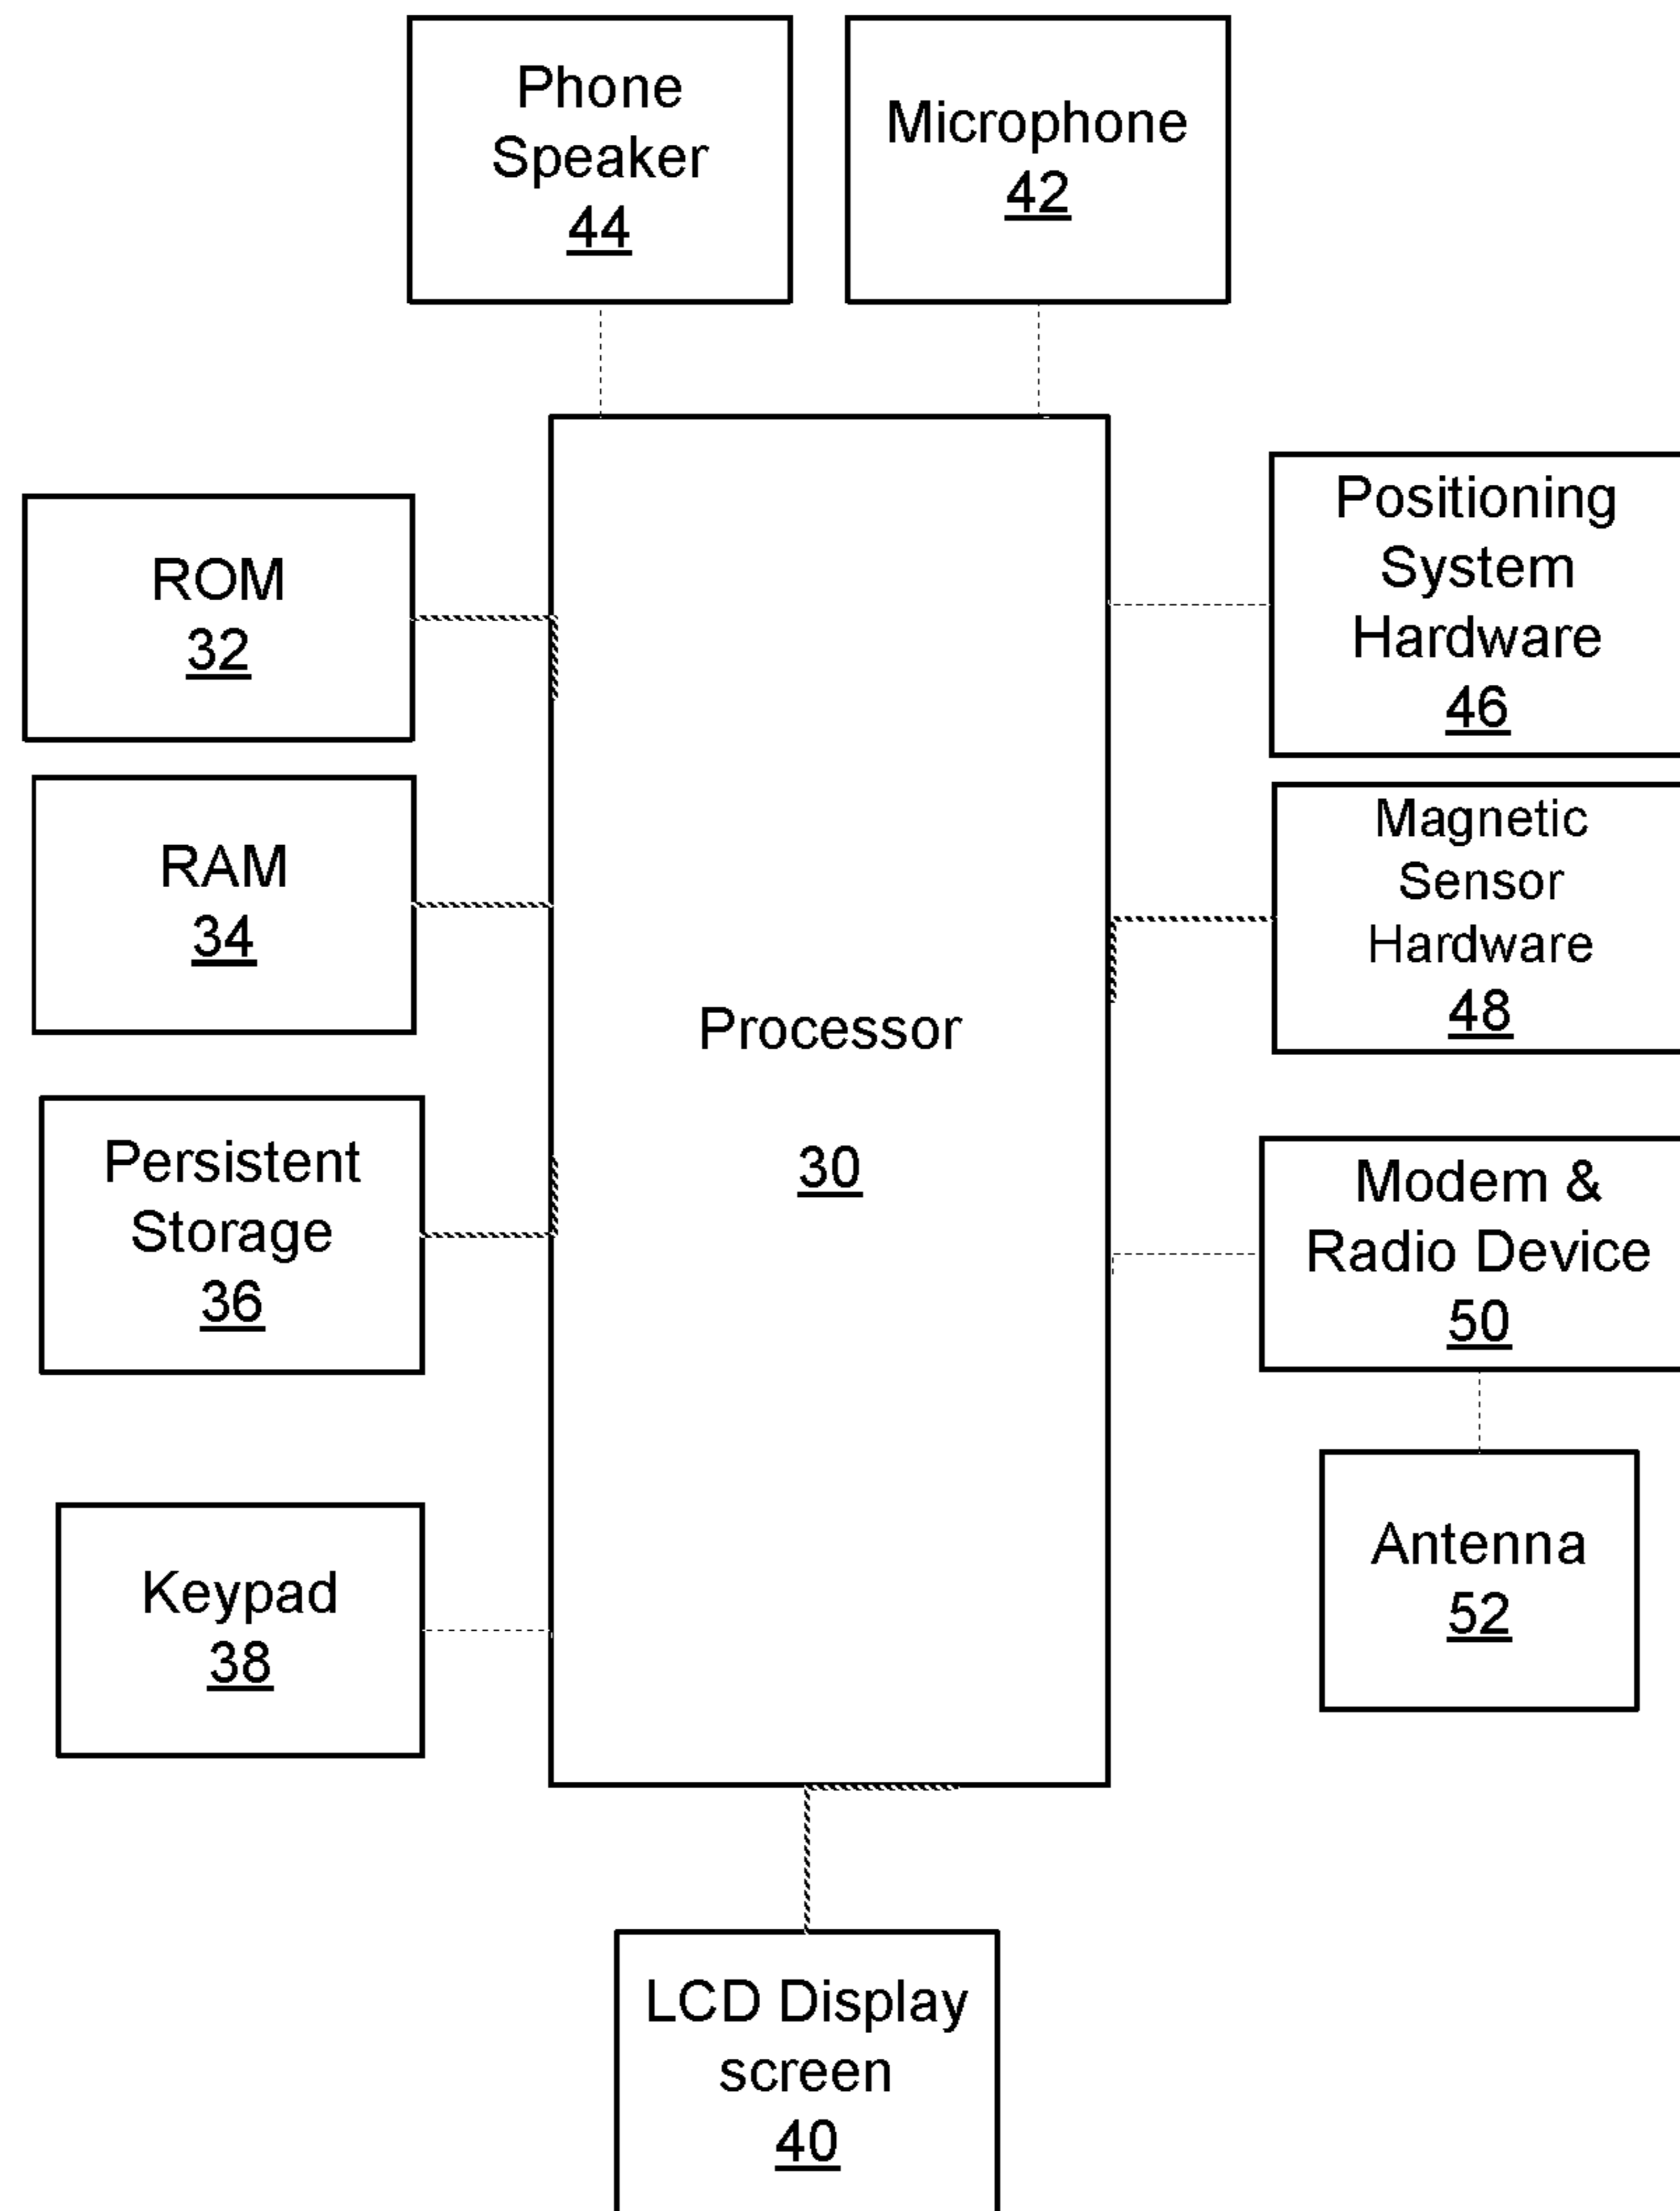 Phone
Speaker
44
Microphone
42
ROM
32
RAM
34
Persistent
Storage
36
Keypad
38
Processor
30
Positioning
System
Hardware
46
Magnetic
Sensor
Hardware
48
Modem &
Radio Device
50
Antenna
52
LCD Display
screen
40